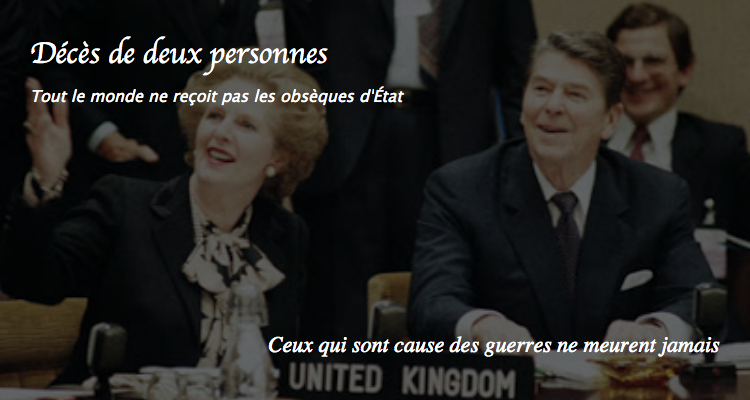 Décès de deux personnes
Tout le monde ne reçoit pas les obsèques d'État
Ceux qui sont cause des guerres ne meurent jamais
UNITED KINGDOM